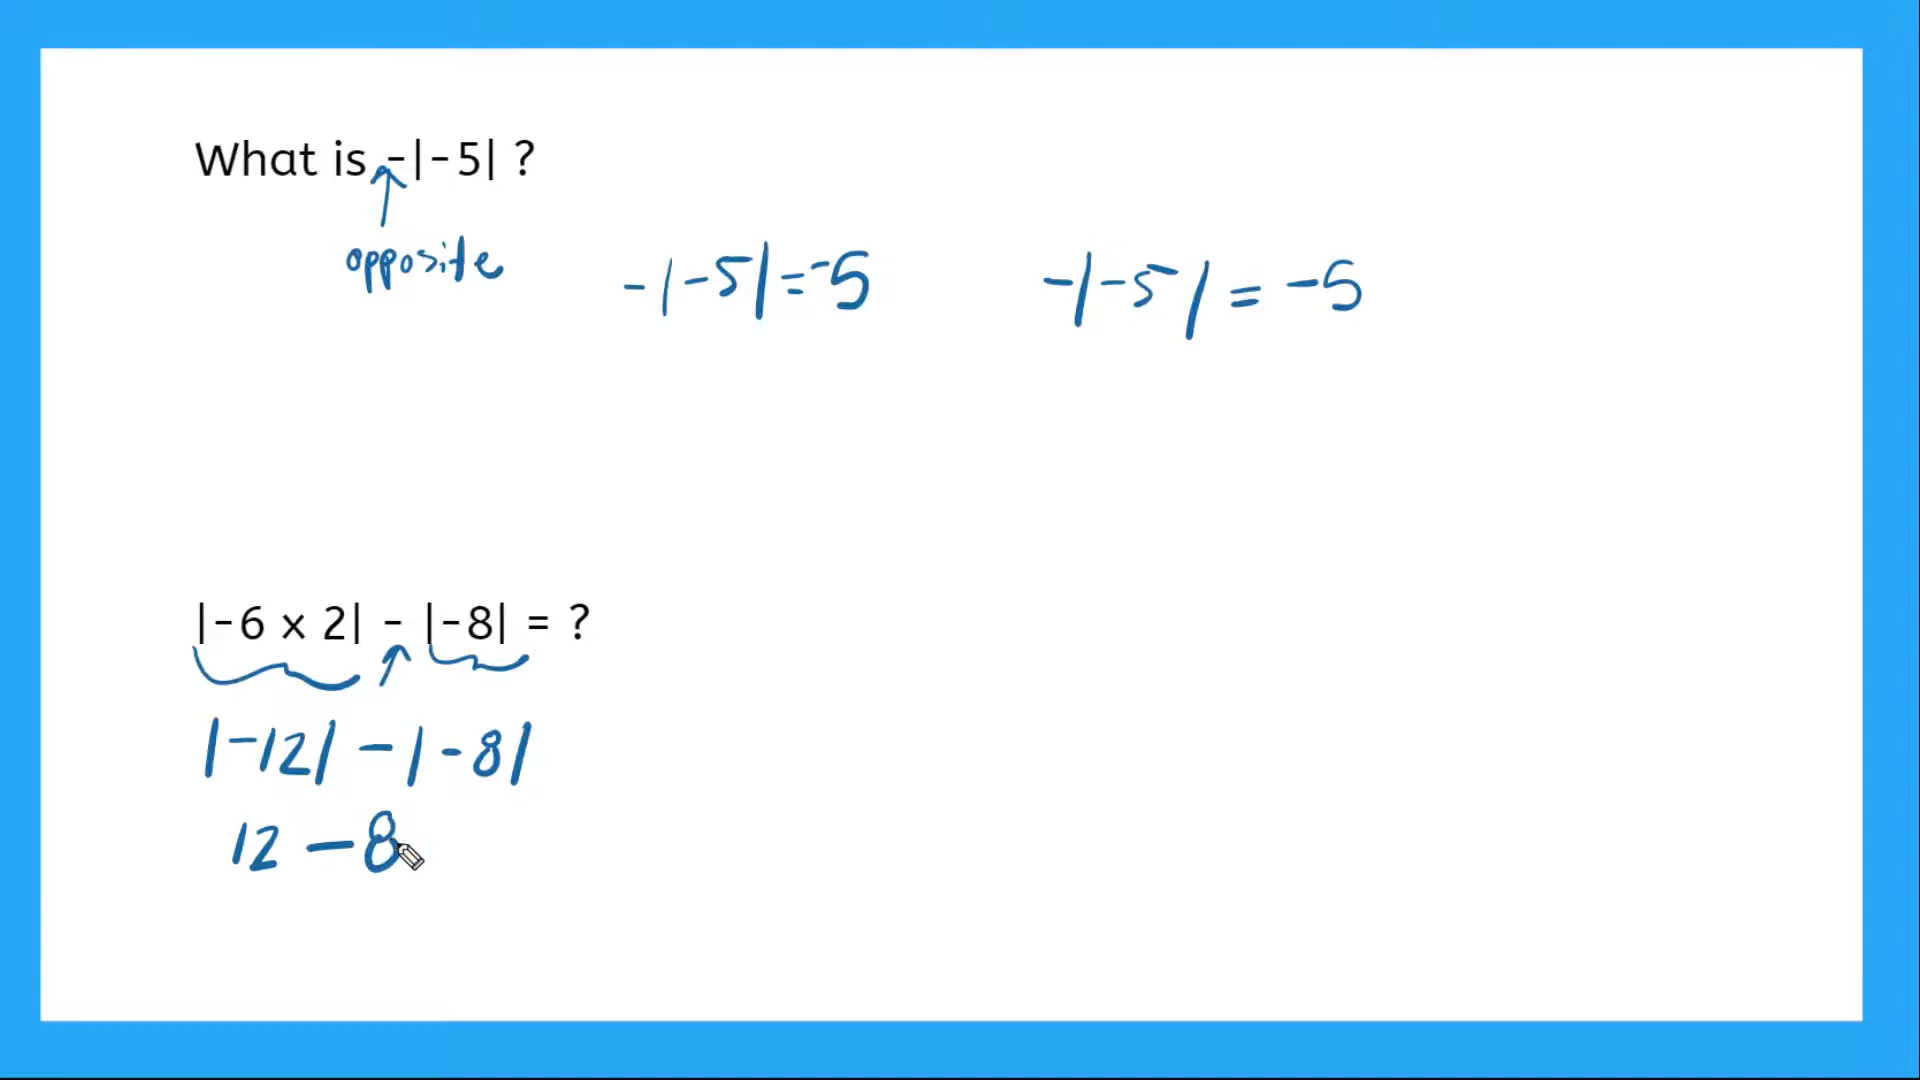 What is -|-5| ?
opposite
-|-5|=-5
-|-5|=-5
|-6 x 2| - |-8| = ?
|-12|-|-8|
12-8